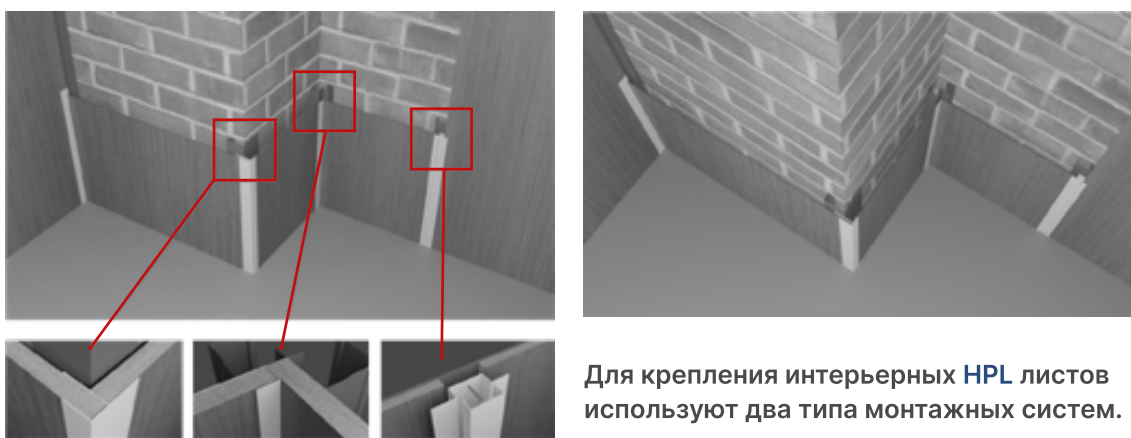 Для крепления интерьерных HPL листов
используют два типа монтажных систем.